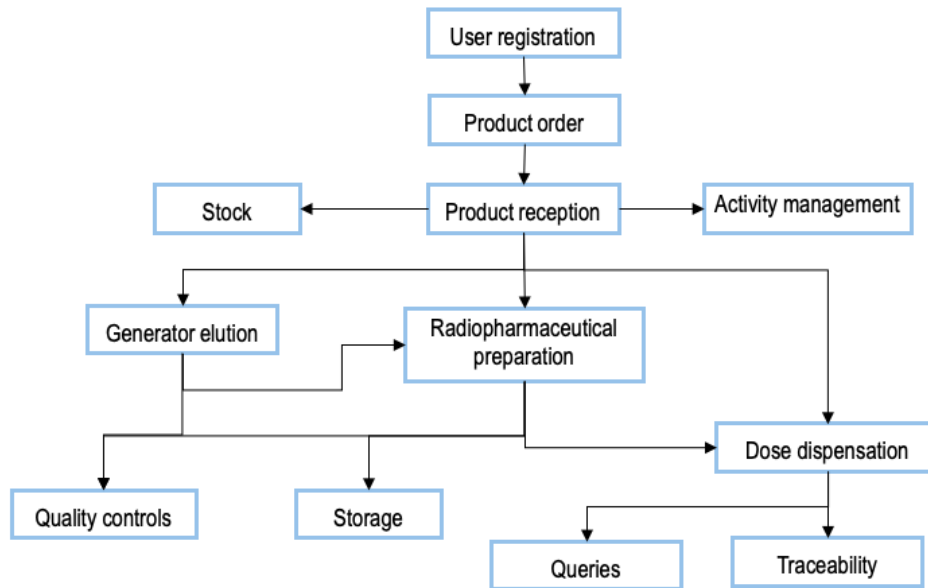 User registration
Product order
Stock
Product reception
Activity management
Generator elution
Radiopharmaceutical
preparation
Dose dispensation
Quality controls
Storage
Queries
Traceability